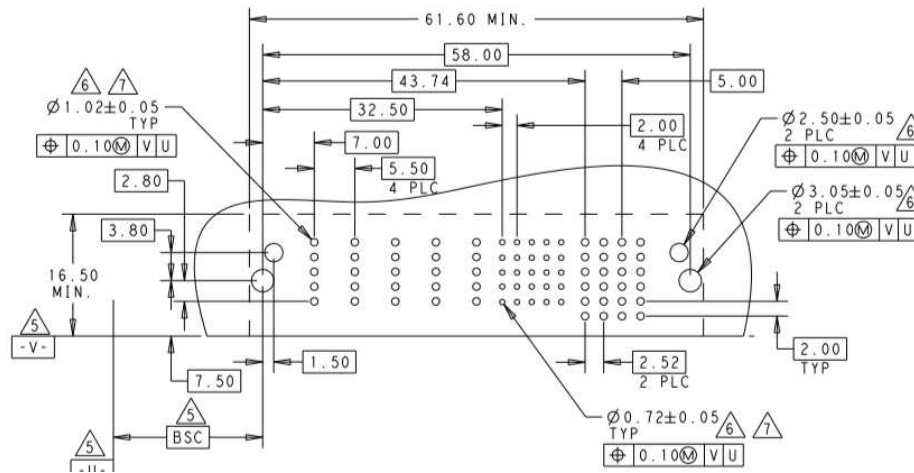 61.60 MIN.
58.00
43.74
5.00
32.50
6 7
Ø1.02±0.05
TYP
⌖ 0.10Ⓜ V U
7.00
2.00
4 PLC
5.50
4 PLC
Ø2.50±0.05 6
2 PLC
⌖ 0.10Ⓜ V U
Ø3.05±0.05 6
2 PLC
⌖ 0.10Ⓜ V U
2.80
3.80
16.50
MIN.
5
-V-
7.50
1.50
2.52
2 PLC
2.00
TYP
5
BSC
5
-U-
Ø0.72±0.05 6 7
TYP
⌖ 0.10Ⓜ V U